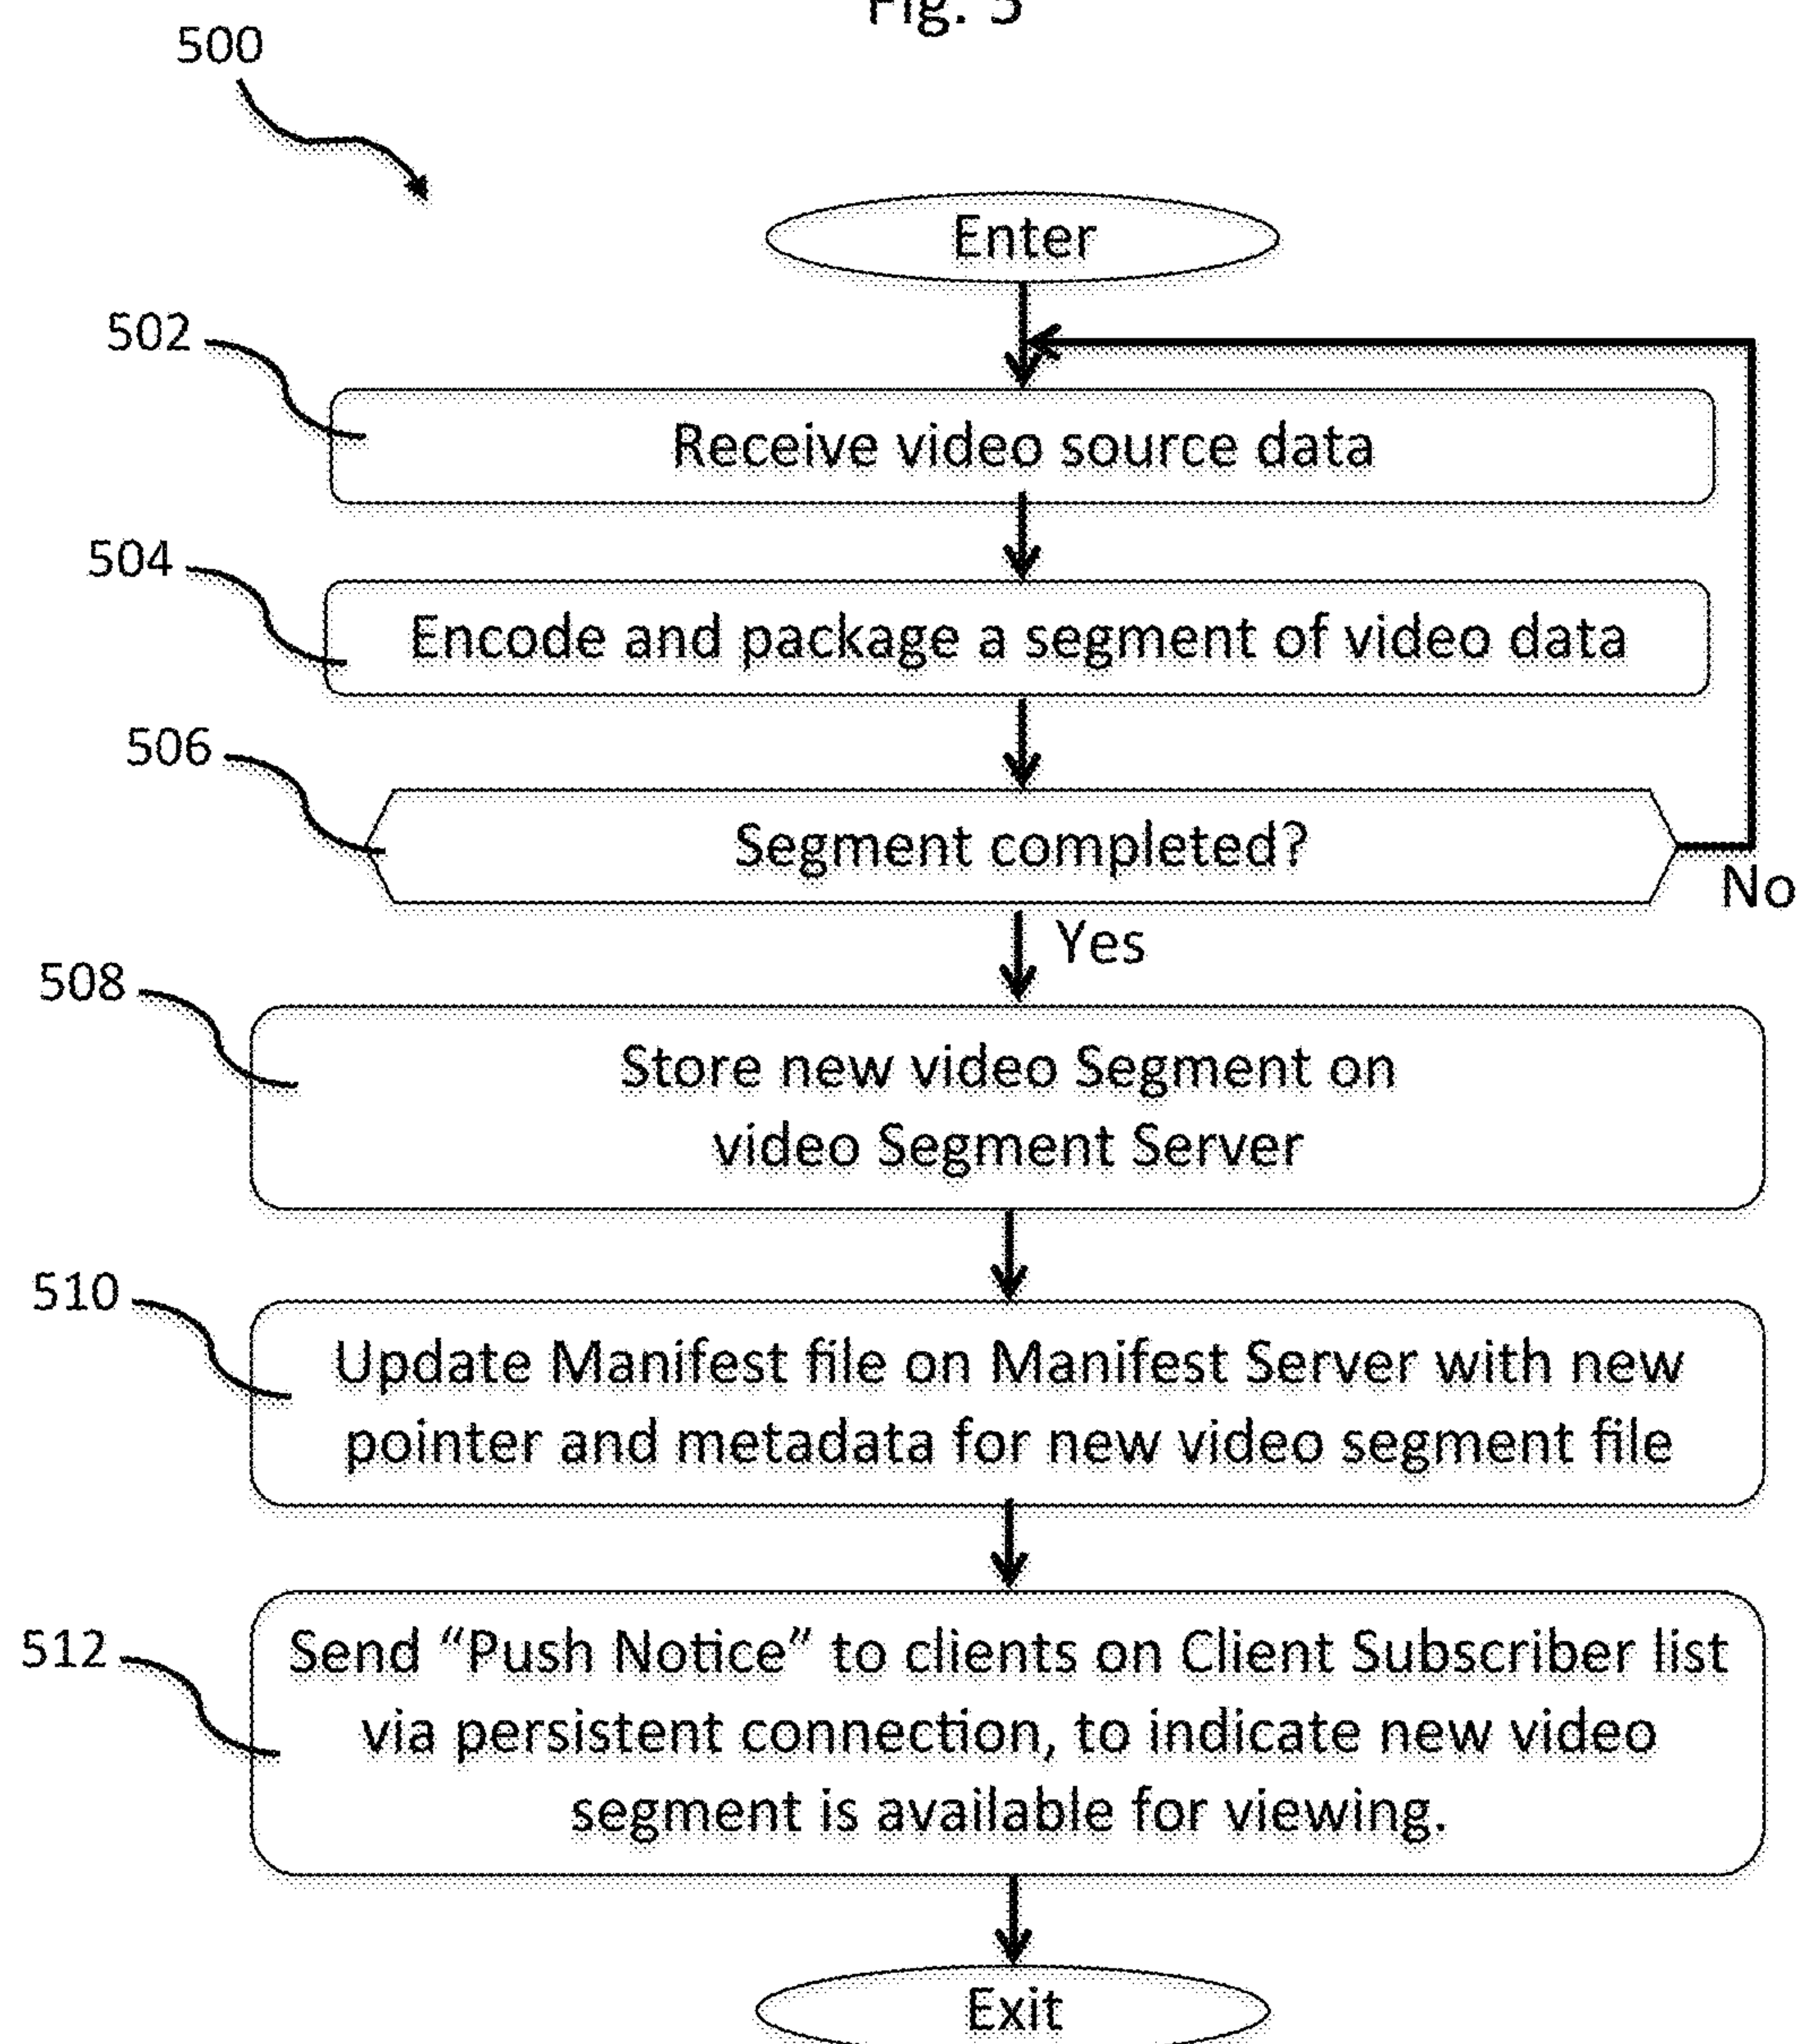 Fig. 5
500
Enter
502
Receive video source data
504
Encode and package a segment of video data
506
Segment completed?
No
Yes
508
Store new video Segment on
video Segment Server
510
Update Manifest file on Manifest Server with new
pointer and metadata for new video segment file
512
Send “Push Notice” to clients on Client Subscriber list
via persistent connection, to indicate new video
segment is available for viewing.
Exit